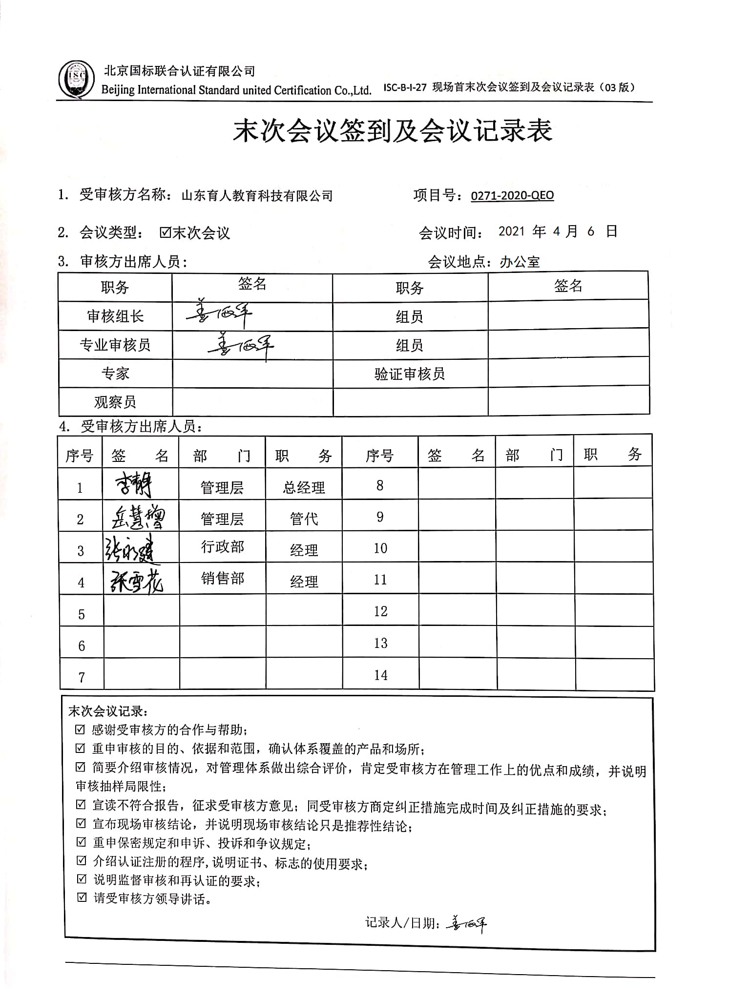 ISC
北京国标联合认证有限公司
Beijing International Standard united Certification Co.,Ltd. ISC-B-I-27 现场首末次会议签到及会议记录表（03版）
末次会议签到及会议记录表
1. 受审核方名称：山东育人教育科技有限公司 项目号：0271-2020-QEO
2. 会议类型： ☑末次会议 会议时间： 2021 年 4 月 6 日
3. 审核方出席人员： 会议地点：办公室
职务 签名 职务 签名
审核组长 姜海军 组员
专业审核员 姜海军 组员
专家 验证审核员
观察员
4. 受审核方出席人员：
序号 签 名 部 门 职 务 序号 签 名 部 门 职 务
1 李静 管理层 总经理 8
2 岳慧 管理层 管代 9
3 张永建 行政部 经理 10
4 张雪花 销售部 经理 11
5 12
6 13
7 14
末次会议记录：
☑ 感谢受审核方的合作与帮助；
☑ 重申审核的目的、依据和范围，确认体系覆盖的产品和场所；
☑ 简要介绍审核情况，对管理体系做出综合评价，肯定受审核方在管理工作上的优点和成绩，并说明
审核抽样局限性；
☑ 宣读不符合报告，征求受审核方意见；同受审核方商定纠正措施完成时间及纠正措施的要求；
☑ 宣布现场审核结论，并说明现场审核结论只是推荐性结论；
☑ 重申保密规定和申诉、投诉和争议规定；
☑ 介绍认证注册的程序,说明证书、标志的使用要求；
☑ 说明监督审核和再认证的要求；
☑ 请受审核方领导讲话。
记录人/日期：姜海军